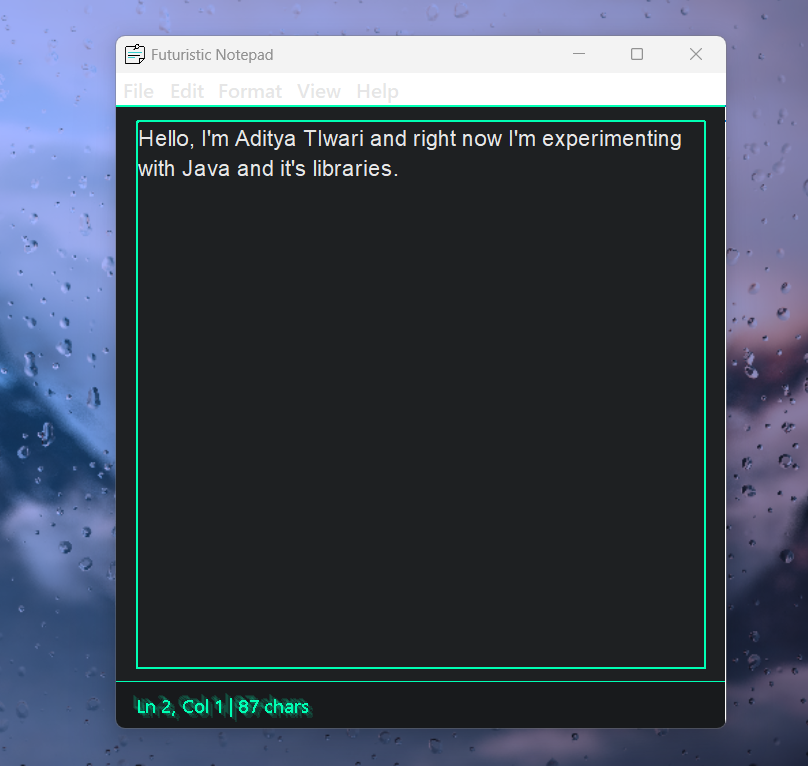 Futuristic Notepad
File Edit Format View Help
Hello, I'm Aditya TIwari and right now I'm experimenting
with Java and it's libraries.
Ln 2, Col 1 | 87 chars